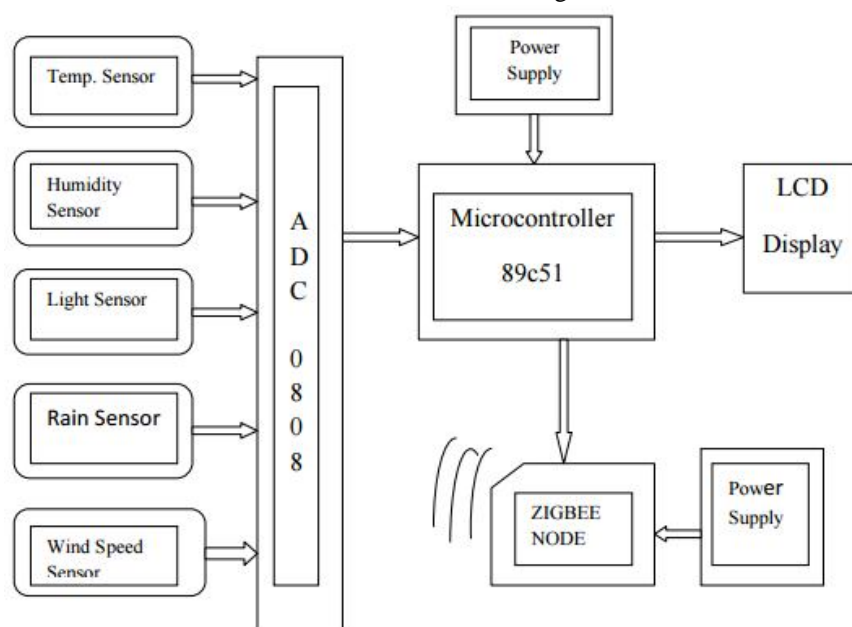 Temp. Sensor
Humidity
Sensor
Light Sensor
Rain Sensor
Wind Speed
Sensor
A
D
C
0
8
0
8
Power
Supply
Microcontroller
89c51
LCD
Display
ZIGBEE
NODE
Power
Supply